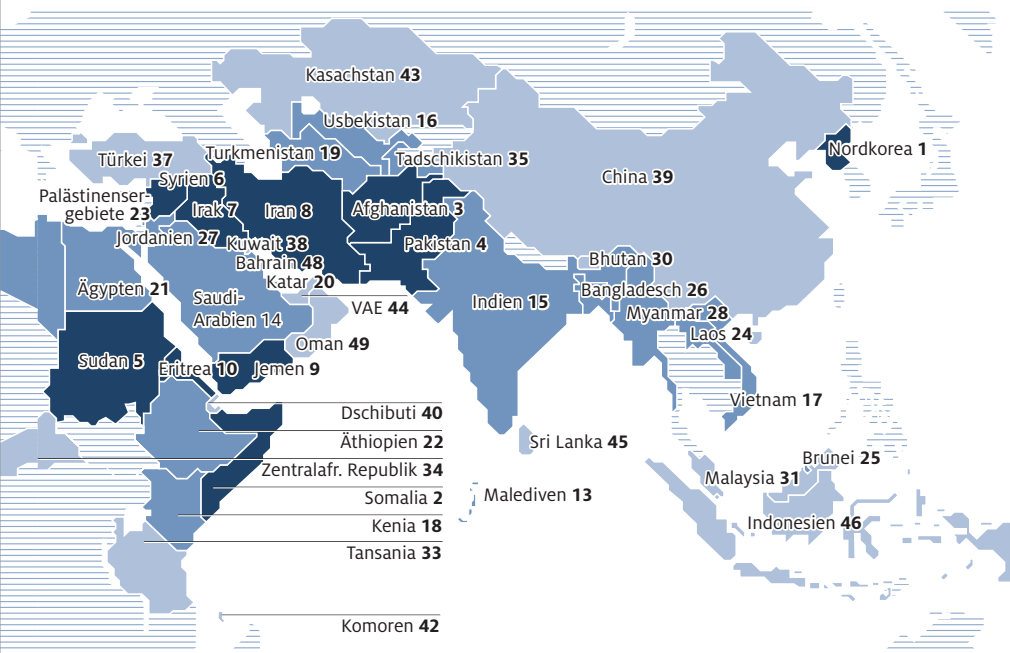 Kasachstan 43
Usbekistan 16
Türkei 37
Turkmenistan 19
Tadschikistan 35
Nordkorea 1
China 39
Syrien 6
Palästinenser-
gebiete 23
Irak 7
Iran 8
Afghanistan 3
Jordanien 27
Kuwait 38
Pakistan 4
Bahrain 48
Bhutan 30
Katar 20
Ägypten 21
Bangladesch 26
Saudi-
Arabien 14
VAE 44
Indien 15
Myanmar 28
Laos 24
Oman 49
Sudan 5
Eritrea 10
Jemen 9
Vietnam 17
Dschibuti 40
Äthiopien 22
Sri Lanka 45
Brunei 25
Zentralafr. Republik 34
Malaysia 31
Somalia 2
Malediven 13
Kenia 18
Indonesien 46
Tansania 33
Komoren 42